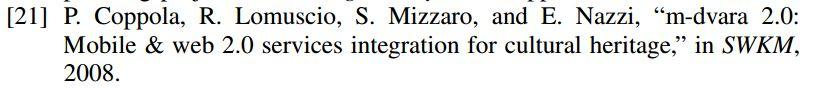 [21] P. Coppola, R. Lomuscio, S. Mizzaro, and E. Nazzi, “m-dvara 2.0:
Mobile & web 2.0 services integration for cultural heritage,” in SWKM,
2008.